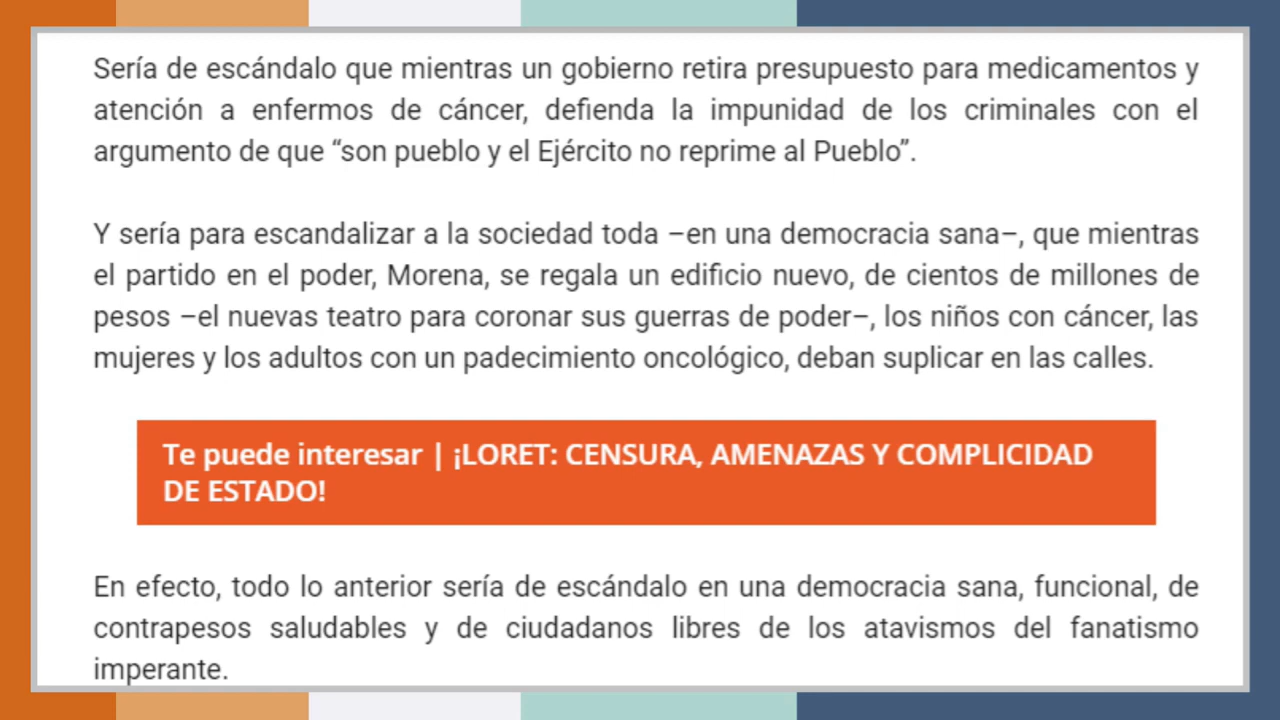 Sería de escándalo que mientras un gobierno retira presupuesto para medicamentos y
atención a enfermos de cáncer, defienda la impunidad de los criminales con el
argumento de que “son pueblo y el Ejército no reprime al Pueblo”.
Y sería para escandalizar a la sociedad toda –en una democracia sana–, que mientras
el partido en el poder, Morena, se regala un edificio nuevo, de cientos de millones de
pesos –el nuevas teatro para coronar sus guerras de poder–, los niños con cáncer, las
mujeres y los adultos con un padecimiento oncológico, deban suplicar en las calles.
Te puede interesar | ¡LORET: CENSURA, AMENAZAS Y COMPLICIDAD
DE ESTADO!
En efecto, todo lo anterior sería de escándalo en una democracia sana, funcional, de
contrapesos saludables y de ciudadanos libres de los atavismos del fanatismo
imperante.